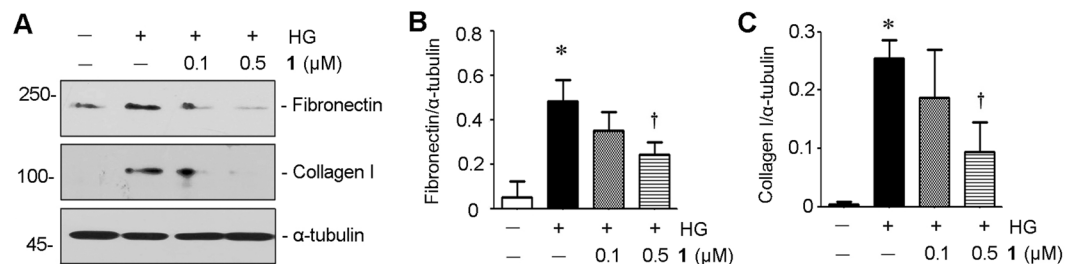 A
— + + + HG
— — 0.1 0.5 1 (μM)
250-
- Fibronectin
100-
- Collagen I
45-
- α-tubulin
B
Fibronectin/α-tubulin
0.8
0.6
0.4
0.2
0
*
†
— + + + HG
— — 0.1 0.5 1 (μM)
C
Collagen I/α-tubulin
0.3
0.2
0.1
0
*
†
— + + + HG
— — 0.1 0.5 1 (μM)